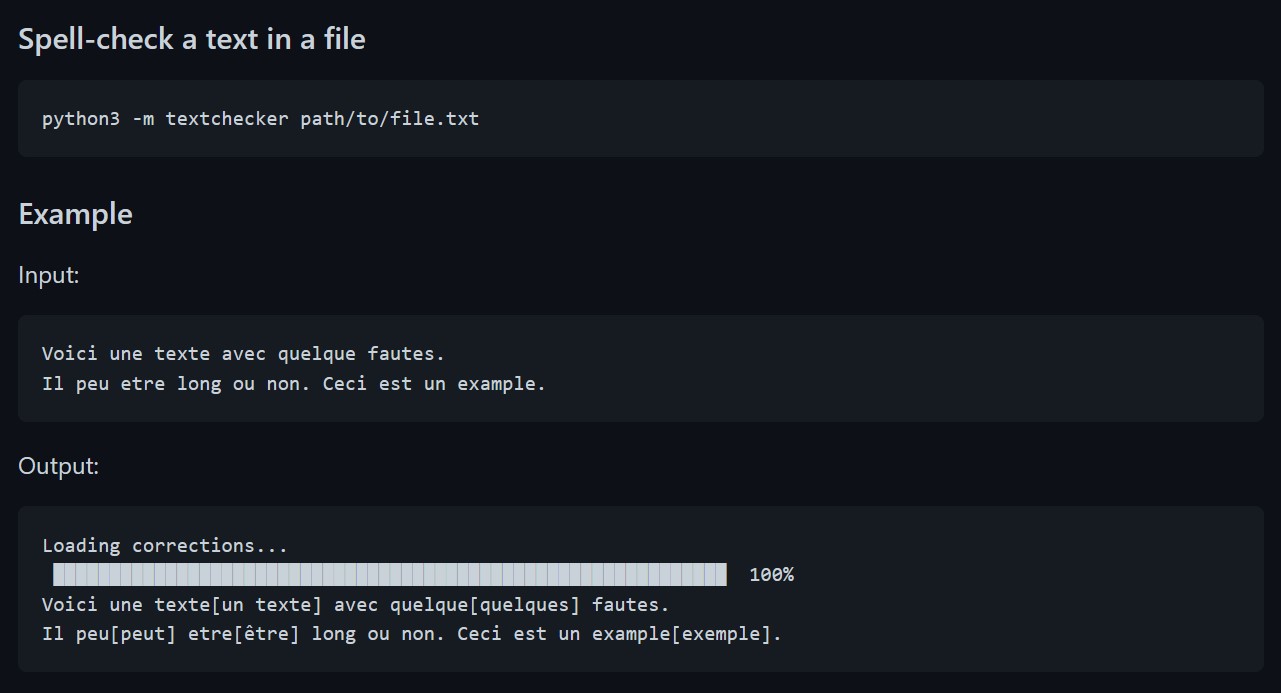 Spell-check a text in a file
python3 -m textchecker path/to/file.txt
Example
Input:
Voici une texte avec quelque fautes.
Il peu etre long ou non. Ceci est un example.
Output:
Loading corrections...
100%
Voici une texte[un texte] avec quelque[quelques] fautes.
Il peu[peut] etre[être] long ou non. Ceci est un example[exemple].